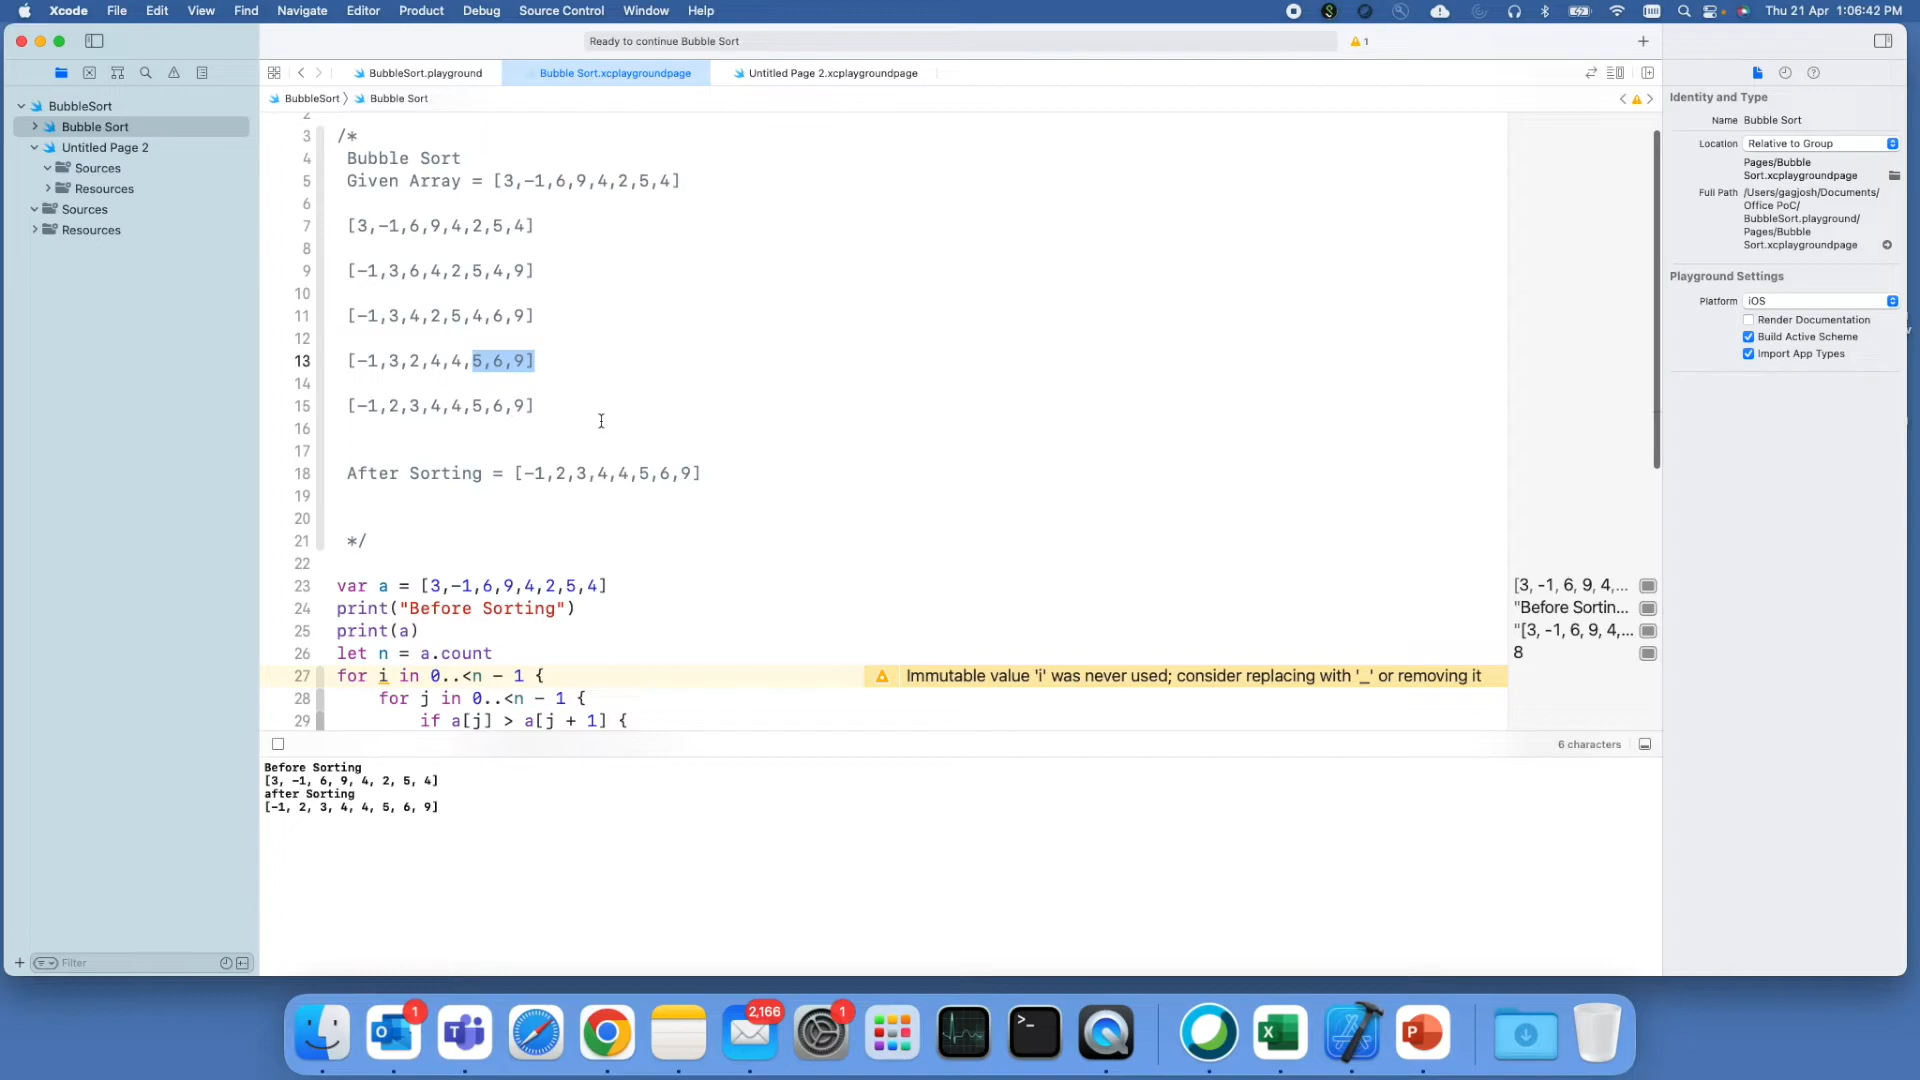 Xcode File Edit View Find Navigate Editor Product Debug Source Control Window Help Thu 21 Apr 1:06:42 PM
Ready to continue Bubble Sort 1
BubbleSort.playground Bubble Sort.xcplaygroundpage Untitled Page 2.xcplaygroundpage
BubbleSort Bubble Sort
BubbleSort
Bubble Sort
Untitled Page 2
Sources
Resources
Sources
Resources
Filter
2
3 /*
4 Bubble Sort
5 Given Array = [3,-1,6,9,4,2,5,4]
6
7 [3,-1,6,9,4,2,5,4]
8
9 [-1,3,6,4,2,5,4,9]
10
11 [-1,3,4,2,5,4,6,9]
12
13 [-1,3,2,4,4,5,6,9]
14
15 [-1,2,3,4,4,5,6,9]
16
17
18 After Sorting = [-1,2,3,4,4,5,6,9]
19
20
21 */
22
23 var a = [3,-1,6,9,4,2,5,4] [3, -1, 6, 9, 4,...
24 print("Before Sorting") "Before Sortin...
25 print(a) "[3, -1, 6, 9, 4,...
26 let n = a.count 8
27 for i in 0..<n - 1 { Immutable value 'i' was never used; consider replacing with '_' or removing it
28 for j in 0..<n - 1 {
29 if a[j] > a[j + 1] {
6 characters
Before Sorting
[3, -1, 6, 9, 4, 2, 5, 4]
after Sorting
[-1, 2, 3, 4, 4, 5, 6, 9]
Identity and Type
Name Bubble Sort
Location Relative to Group
Pages/Bubble
Sort.xcplaygroundpage
Full Path /Users/gagjosh/Documents/
Office PoC/
BubbleSort.playground/
Pages/Bubble
Sort.xcplaygroundpage
Playground Settings
Platform iOS
Render Documentation
Build Active Scheme
Import App Types
1 2,166 1